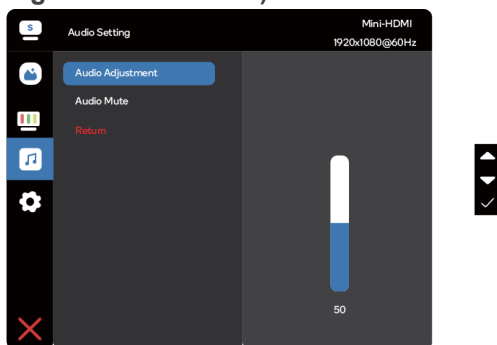 S
Audio Setting
Mini-HDMI
1920x1080@60Hz
Audio Adjustment
Audio Mute
Return
50